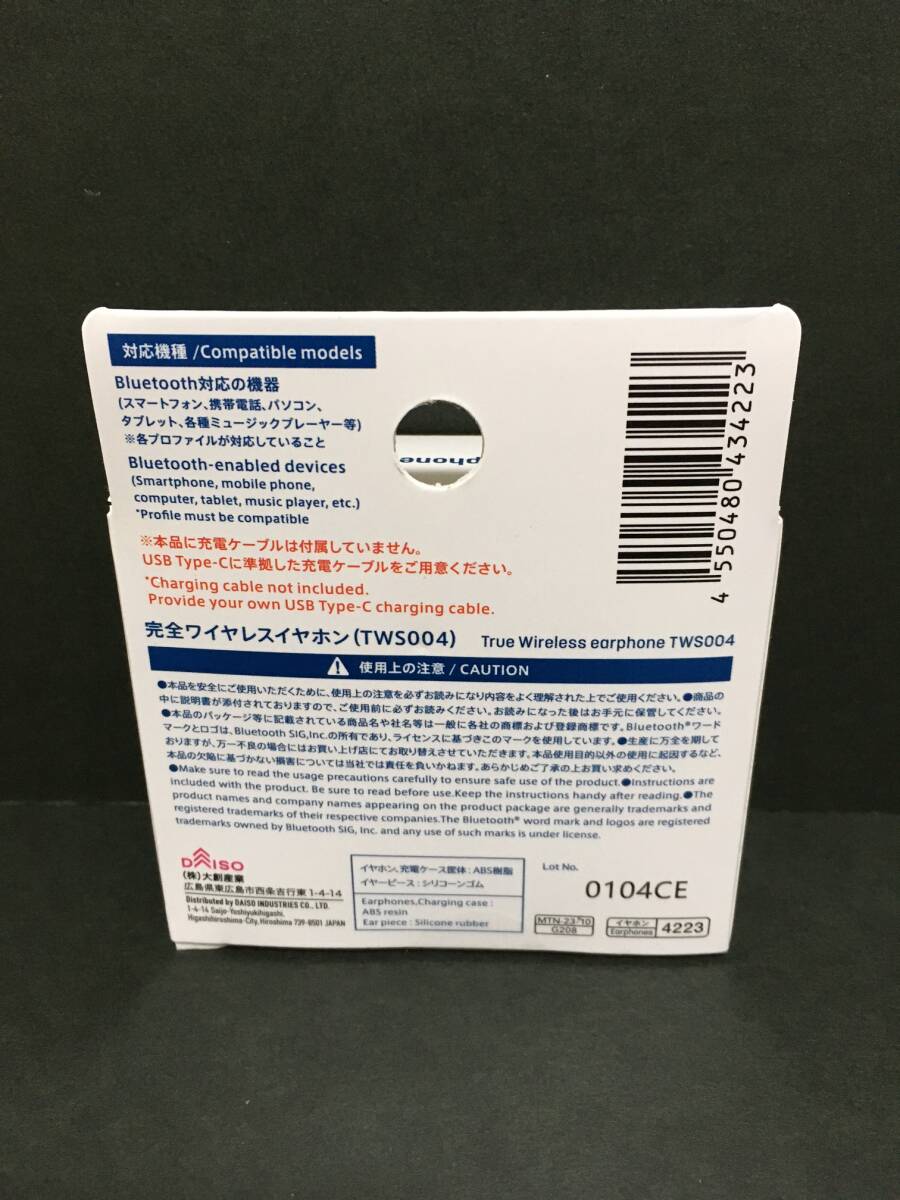 対応機種 /Compatible models
Bluetooth対応の機器
(スマートフォン、携帯電話、パソコン、
タブレット、各種ミュージックプレーヤー等)
※各プロファイルが対応していること
Bluetooth-enabled devices
(Smartphone, mobile phone,
computer, tablet, music player, etc.)
*Profile must be compatible
phone
4 550480 434223
※本品に充電ケーブルは付属していません。
USB Type-Cに準拠した充電ケーブルをご用意ください。
*Charging cable not included.
Provide your own USB Type-C charging cable.
完全ワイヤレスイヤホン(TWS004) True Wireless earphone TWS004
使用上の注意 / CAUTION
●本品を安全にご使用いただくために、使用上の注意を必ずお読みになり内容をよく理解された上でご使用ください。●商品の
中に説明書が添付されておりますので、ご使用前に必ずお読みください。お読みになった後はお手元に保管してください。
●本品のパッケージ等に記載されている商品名や社名等は一般に各社の商標および登録商標です。Bluetooth®ワード
マークとロゴは、Bluetooth SIG,Inc.の所有であり、ライセンスに基づきこのマークを使用しています。●生産に万全を期して
おりますが、万一不良の場合にはお買い上げ店にてお取り替えさせていただきます。本品使用目的以外の使用に起因するなど、
本品の欠陥に基づかない損害については当社では責任を負いかねます。あらかじめご了承の上お買い求めください。
●Make sure to read the usage precautions carefully to ensure safe use of the product.●Instructions are
included with the product. Be sure to read before use.Keep the instructions handy after reading.●The
product names and company names appearing on the product package are generally trademarks and
registered trademarks of their respective companies.The Bluetooth® word mark and logos are registered
trademarks owned by Bluetooth SIG, Inc. and any use of such marks is under license.
DAISO
(株)大創産業
広島県東広島市西条吉行東1-4-14
Distributed by DAISO INDUSTRIES CO., LTD.
1-4-14 Saijo-Yoshiyukihigashi,
Higashihiroshima-City, Hiroshima 739-8501 JAPAN
イヤホン、充電ケース筐体:ABS樹脂
イヤーピース:シリコーンゴム
Earphones,Charging case :
ABS resin
Ear piece : Silicone rubber
Lot No.
0104CE
MTN-23-10
G208
イヤホン
Earphones
4223